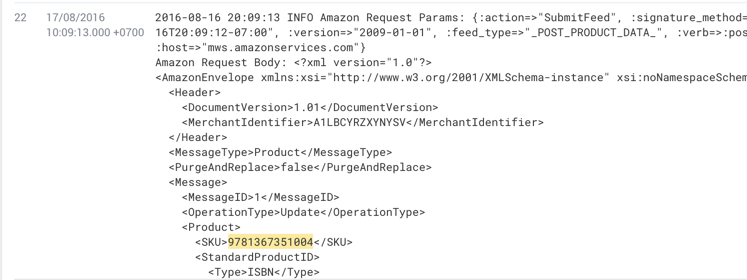 22 17/08/2016 2016-08-16 20:09:13 INFO Amazon Request Params: {:action=>"SubmitFeed", :signature_method=
10:09:13.000 +0700 16T20:09:12-07:00", :version=>"2009-01-01", :feed_type=>"_POST_PRODUCT_DATA_", :verb=>:pos
:host=>"mws.amazonservices.com"}
Amazon Request Body: <?xml version="1.0"?>
<AmazonEnvelope xmlns:xsi="http://www.w3.org/2001/XMLSchema-instance" xsi:noNamespaceSchem
<Header>
<DocumentVersion>1.01</DocumentVersion>
<MerchantIdentifier>A1LBCYRZXYNYSV</MerchantIdentifier>
</Header>
<MessageType>Product</MessageType>
<PurgeAndReplace>false</PurgeAndReplace>
<Message>
<MessageID>1</MessageID>
<OperationType>Update</OperationType>
<Product>
<SKU>9781367351004</SKU>
<StandardProductID>
<Type>ISBN</Type>